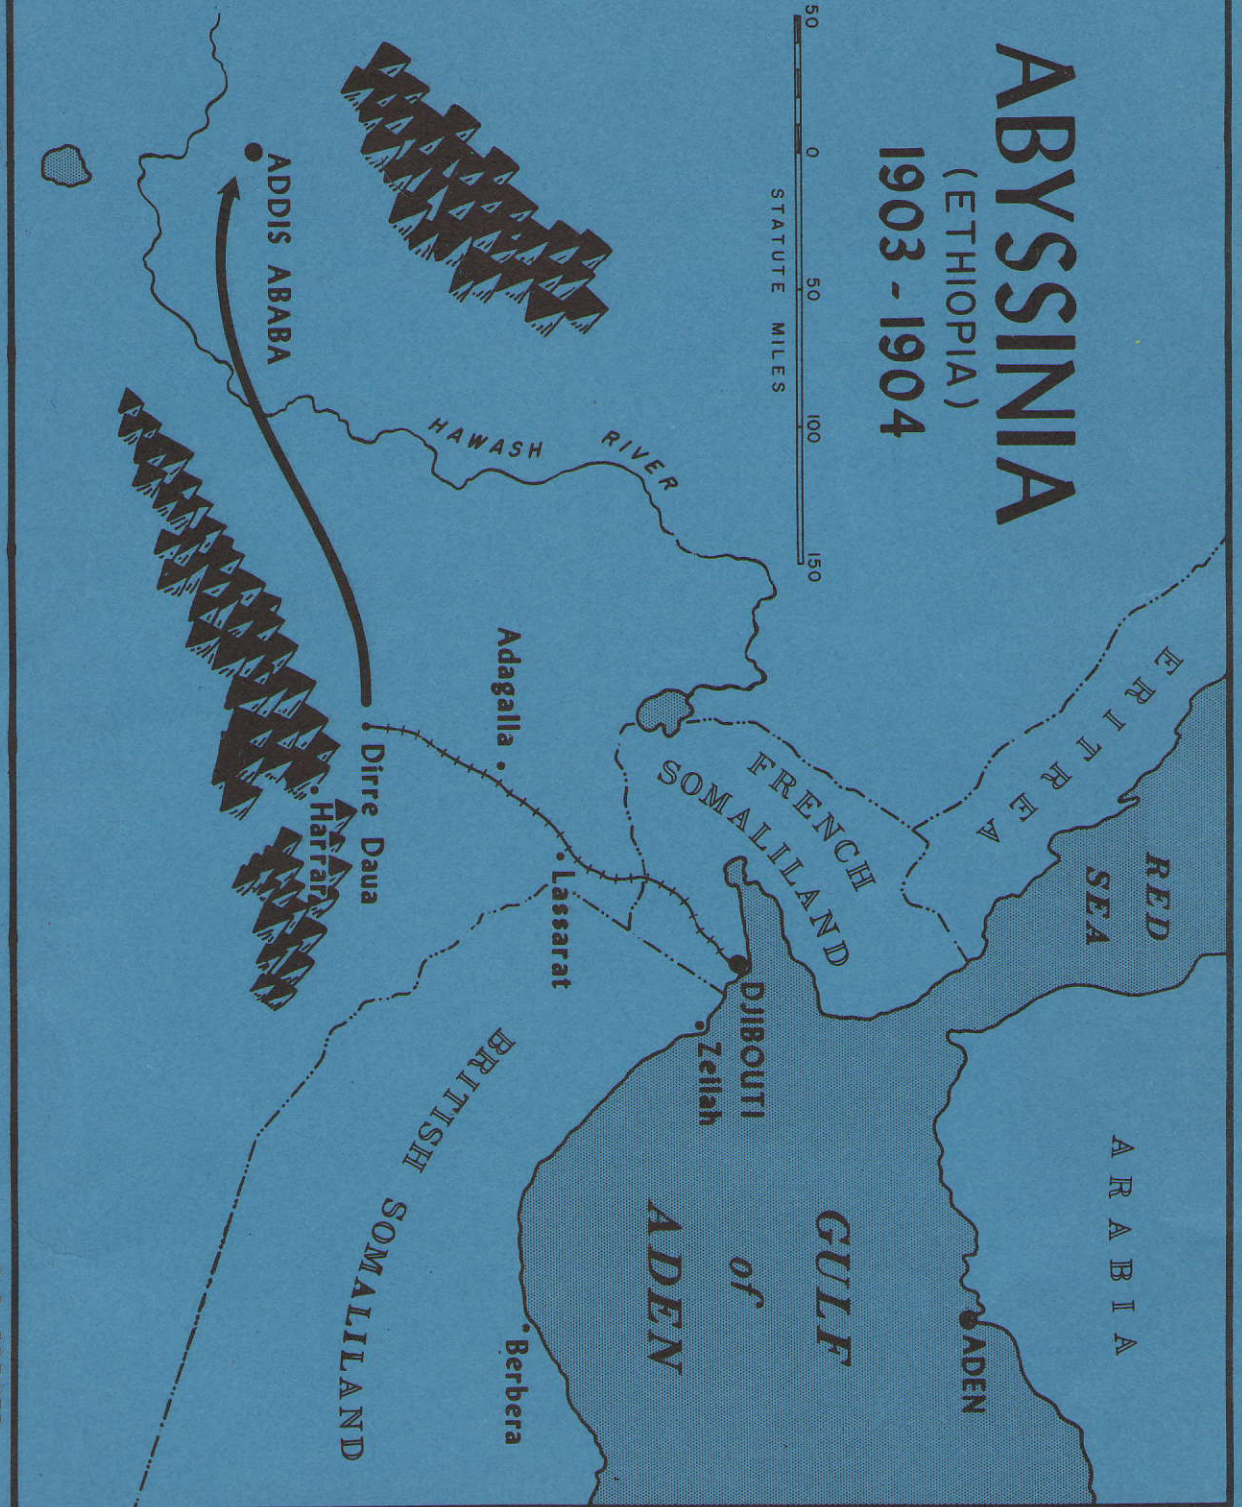 ABYSSINIA
(ETHIOPIA)
1903 - 1904
50 0 50 100 150
STATUTE MILES
ERITREA
RED
SEA
ARABIA
FRENCH
SOMALILAND
ADEN
GULF
of
ADEN
HAWASH RIVER
DJIBOUTI
Zeilah
Adagalla
Lassarat
Berbera
BRITISH SOMALILAND
ADDIS ABABA
Dirre Daua
Harrar